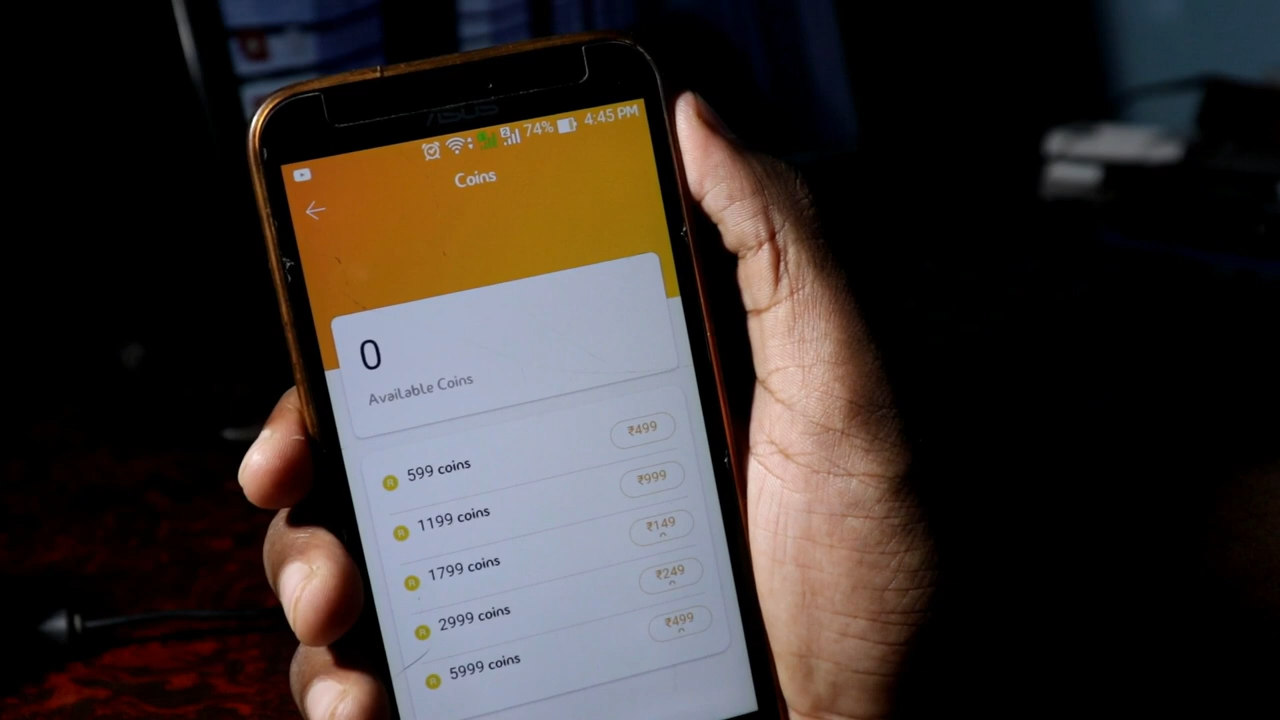 ASUS
2 74% 4:45 PM
Coins
0
Available Coins
R 599 coins ₹499
R 1199 coins ₹999
R 1799 coins ₹149
R 2999 coins ₹249
R 5999 coins ₹499